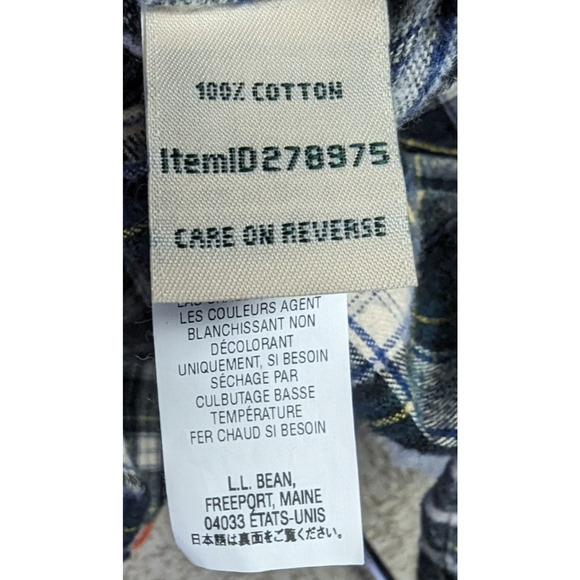 100% COTTON
ItemID278975
CARE ON REVERSE
LES COULEURS AGENT
BLANCHISSANT NON
DÉCOLORANT
UNIQUEMENT, SI BESOIN
SÉCHAGE PAR
CULBUTAGE BASSE
TEMPÉRATURE
FER CHAUD SI BESOIN
L.L. BEAN,
FREEPORT, MAINE
04033 ÉTATS-UNIS
日本語は裏面をご覧ください。